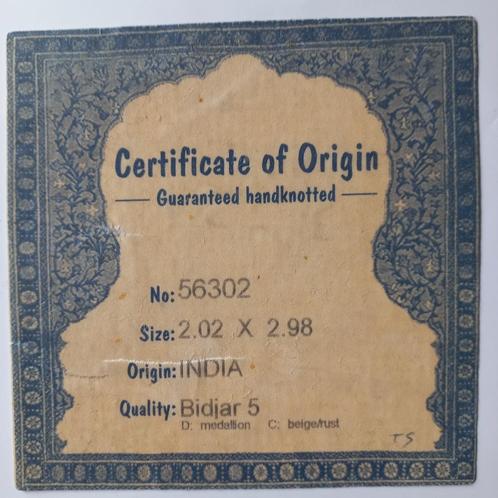 Certificate of Origin
Guaranteed handknotted
No: 56302
Size: 2.02 X 2.98
Origin: INDIA
Quality: Bidjar 5
D: medallion C: beige/rust
TS